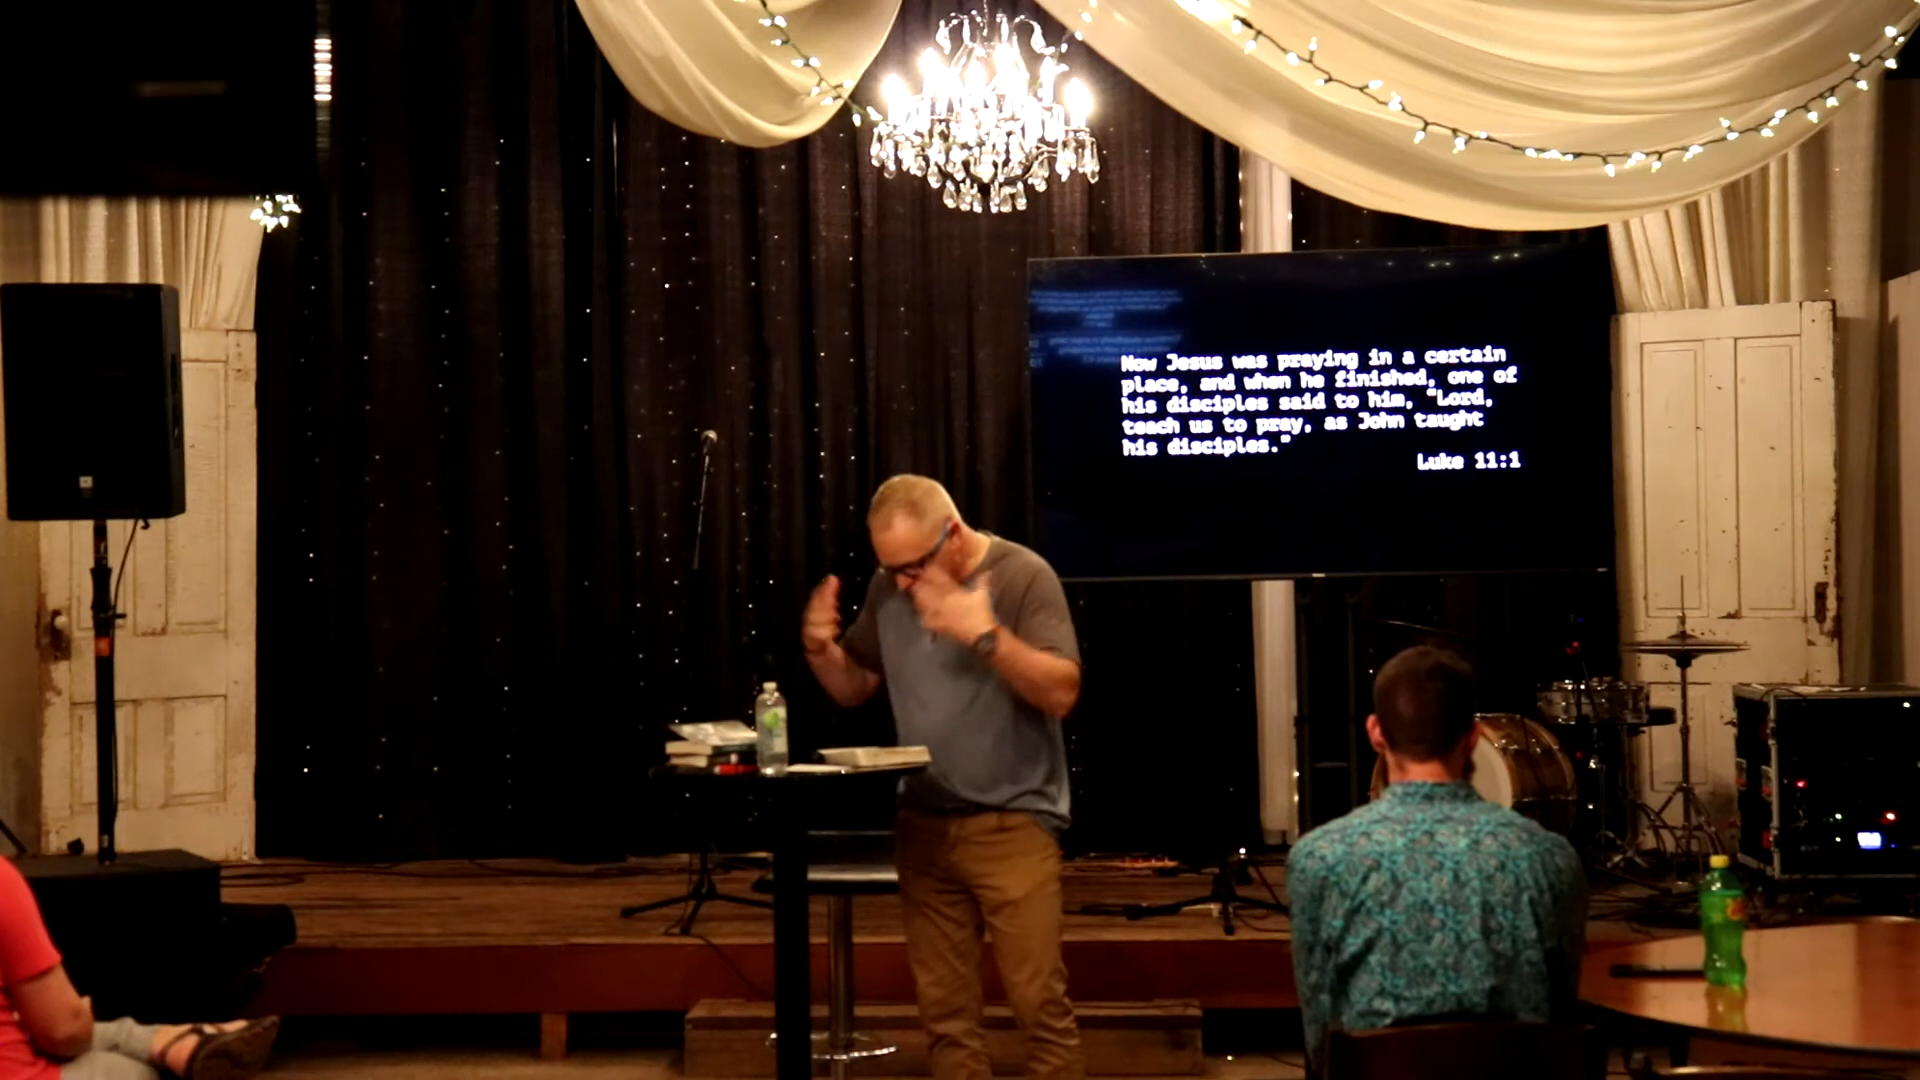 Now Jesus was praying in a certain
place, and when he finished, one of
his disciples said to him, "Lord,
teach us to pray, as John taught
his disciples."
Luke 11:1